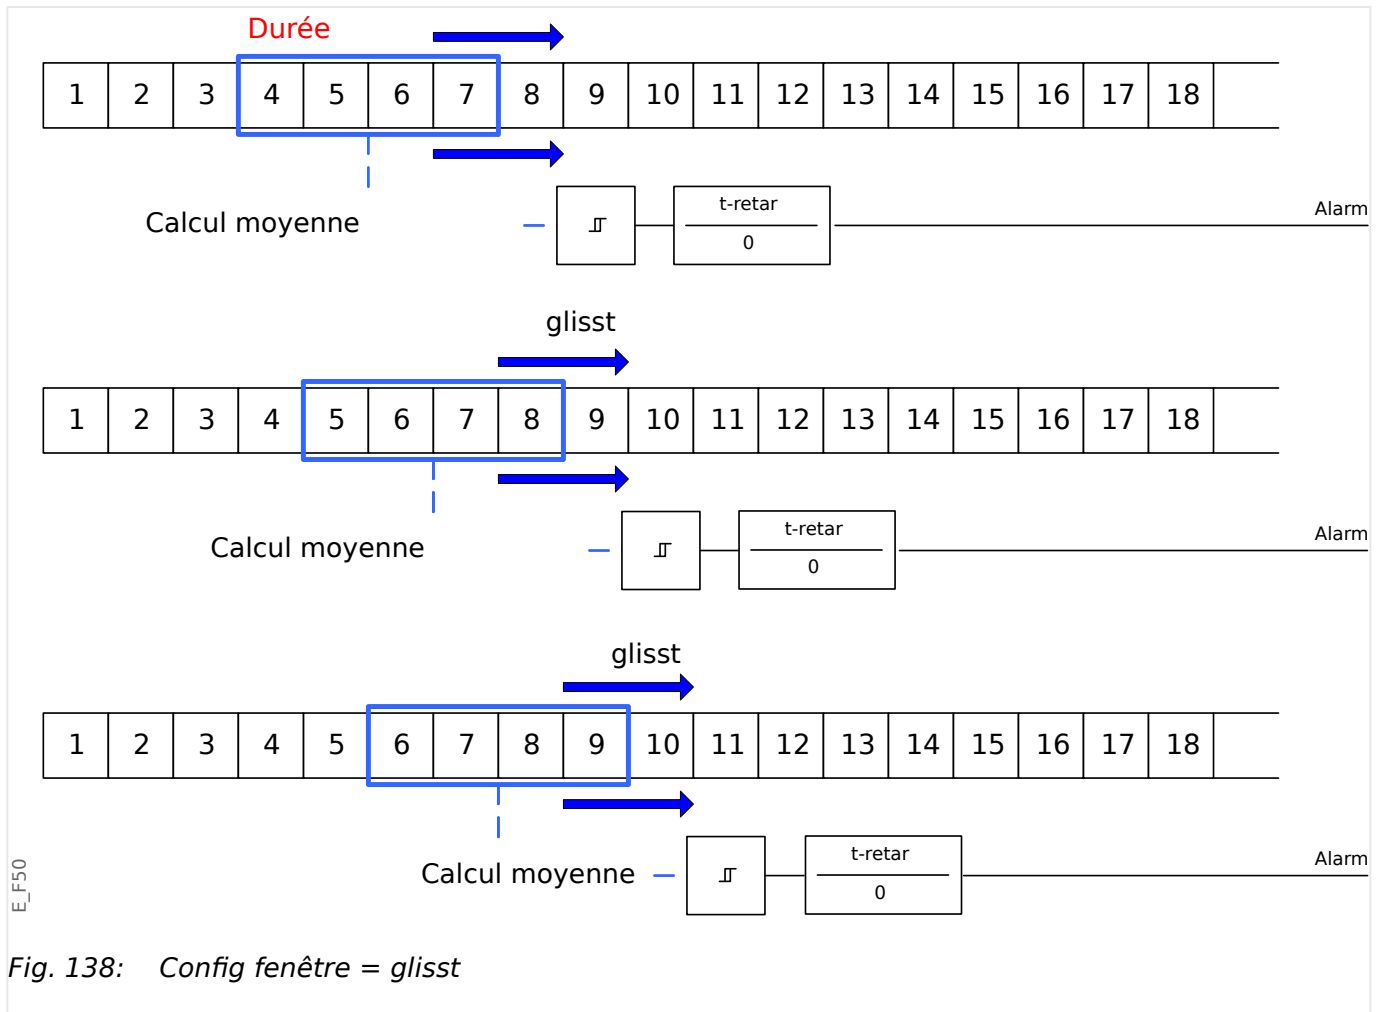 Durée
1 2 3 4 5 6 7 8 9 10 11 12 13 14 15 16 17 18
t-retar
Alarm
Calcul moyenne
0
glisst
1 2 3 4 5 6 7 8 9 10 11 12 13 14 15 16 17 18
t-retar
Alarm
Calcul moyenne
0
glisst
1 2 3 4 5 6 7 8 9 10 11 12 13 14 15 16 17 18
t-retar
Alarm
Calcul moyenne
0
E_F50
Fig. 138: Config fenêtre = glisst